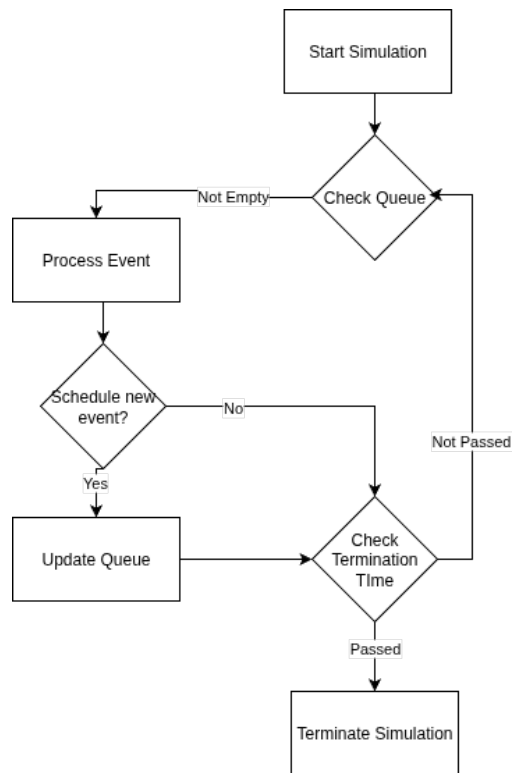 Start Simulation
Check Queue
Not Empty
Process Event
Schedule new
event?
No
Not Passed
Yes
Update Queue
Check
Termination
TIme
Passed
Terminate Simulation